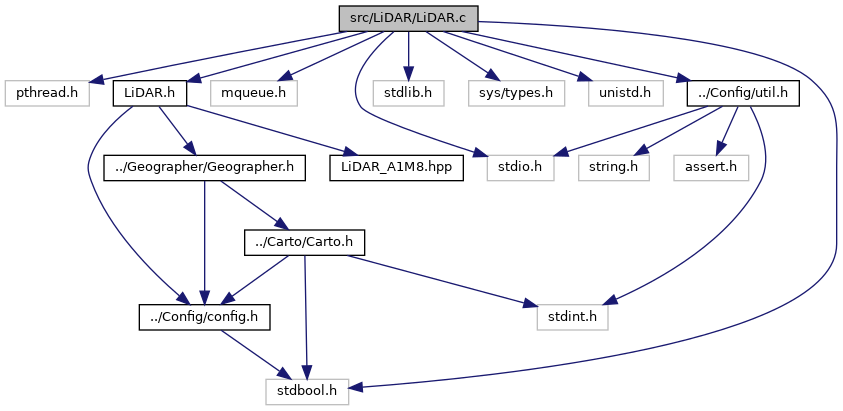 src/LiDAR/LiDAR.c
pthread.h
LiDAR.h
mqueue.h
stdlib.h
sys/types.h
unistd.h
../Config/util.h
../Geographer/Geographer.h
LiDAR_A1M8.hpp
stdio.h
string.h
assert.h
../Carto/Carto.h
../Config/config.h
stdint.h
stdbool.h